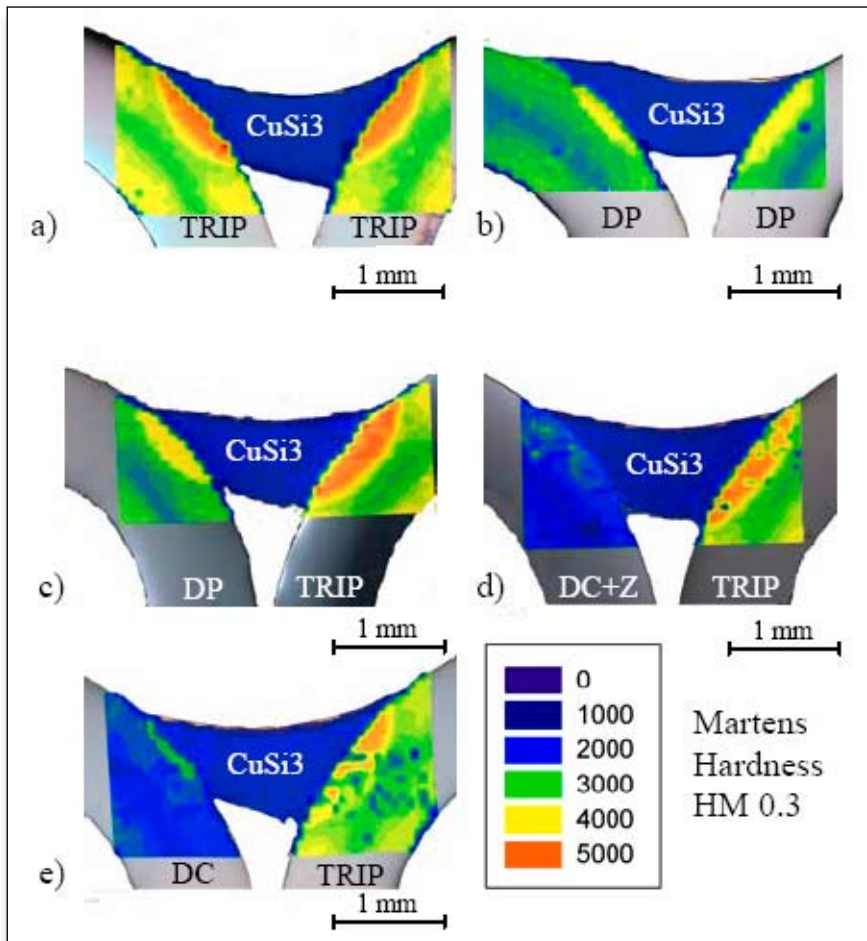 CuSi3
a)
TRIP
TRIP
1 mm
CuSi3
b)
DP
DP
1 mm
CuSi3
c)
DP
TRIP
1 mm
CuSi3
d)
DC+Z
TRIP
1 mm
CuSi3
e)
DC
TRIP
1 mm
0
1000
2000
3000
4000
5000
Martens
Hardness
HM 0.3